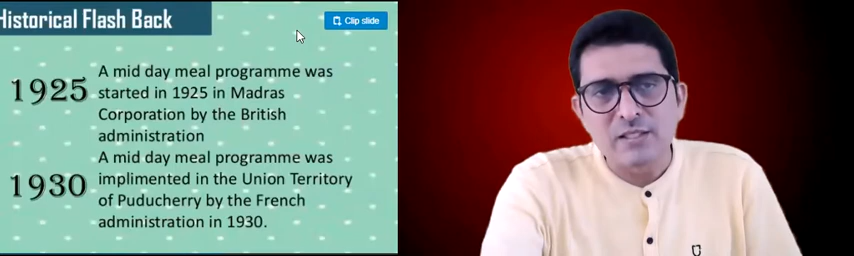 Historical Flash Back
Clip slide
1925
A mid day meal programme was
started in 1925 in Madras
Corporation by the British
administration
1930
A mid day meal programme was
implimented in the Union Territory
of Puducherry by the French
administration in 1930.